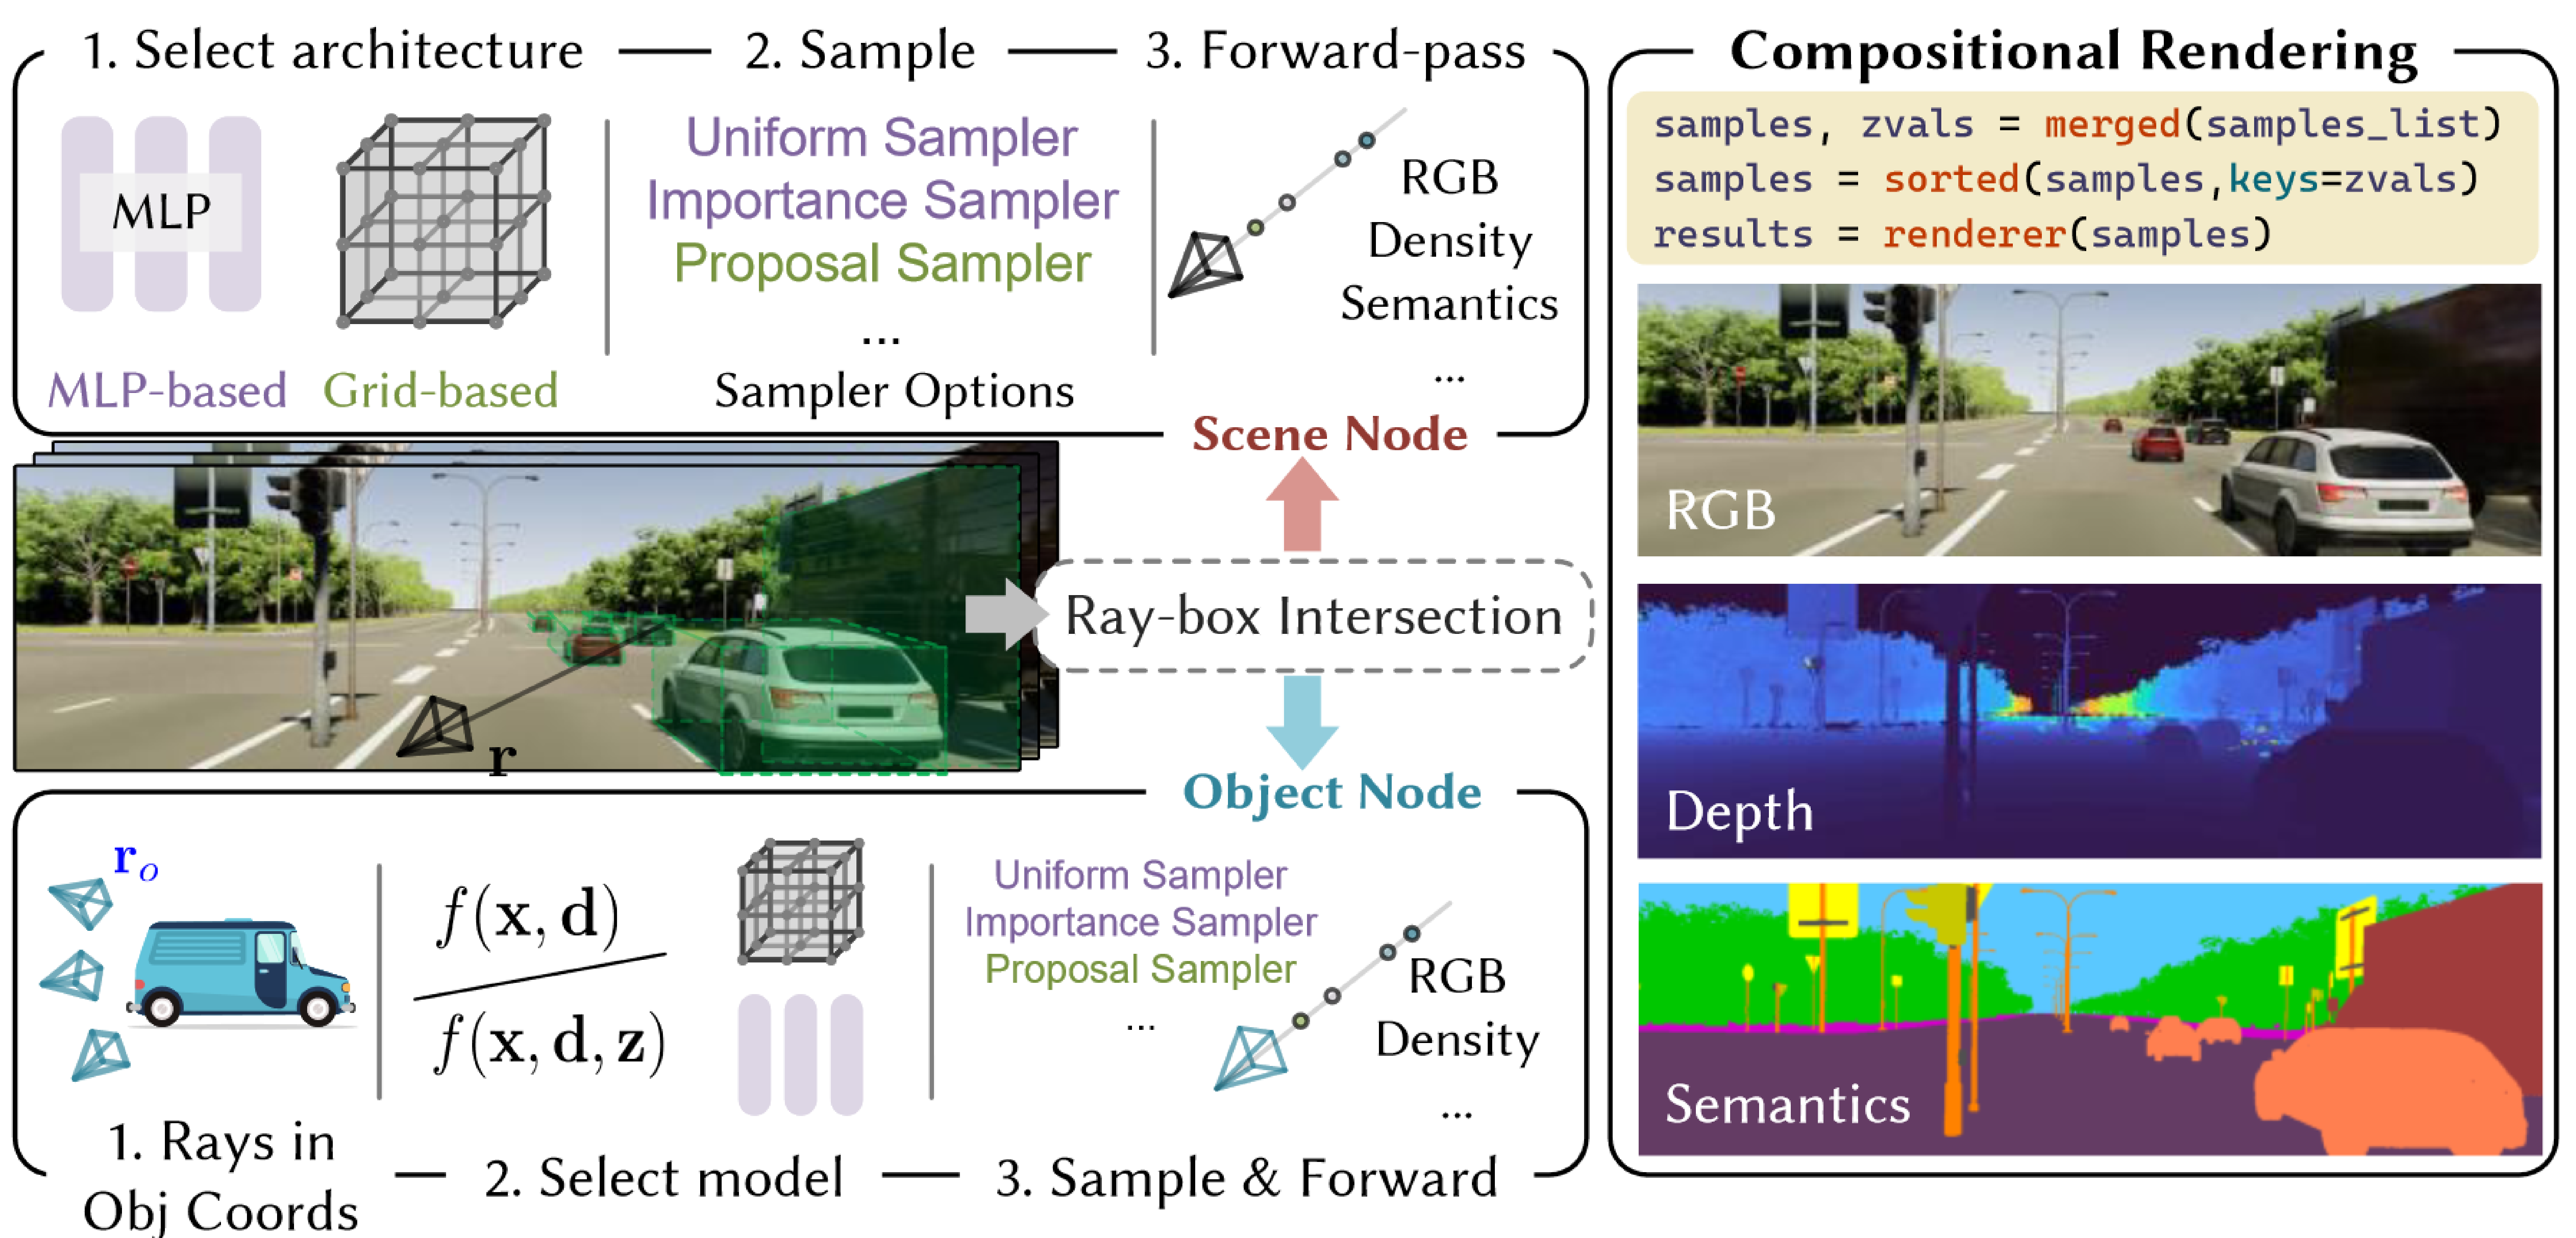 1. Select architecture
2. Sample
3. Forward-pass
MLP
MLP-based
Grid-based
Uniform Sampler
Importance Sampler
Proposal Sampler
...
Sampler Options
RGB
Density
Semantics
...
Scene Node
r
Ray-box Intersection
Object Node
r_o
1. Rays in
Obj Coords
f(x, d)
f(x, d, z)
2. Select model
Uniform Sampler
Importance Sampler
Proposal Sampler
...
RGB
Density
...
3. Sample & Forward
Compositional Rendering
samples, zvals = merged(samples_list)
samples = sorted(samples,keys=zvals)
results = renderer(samples)
RGB
Depth
Semantics